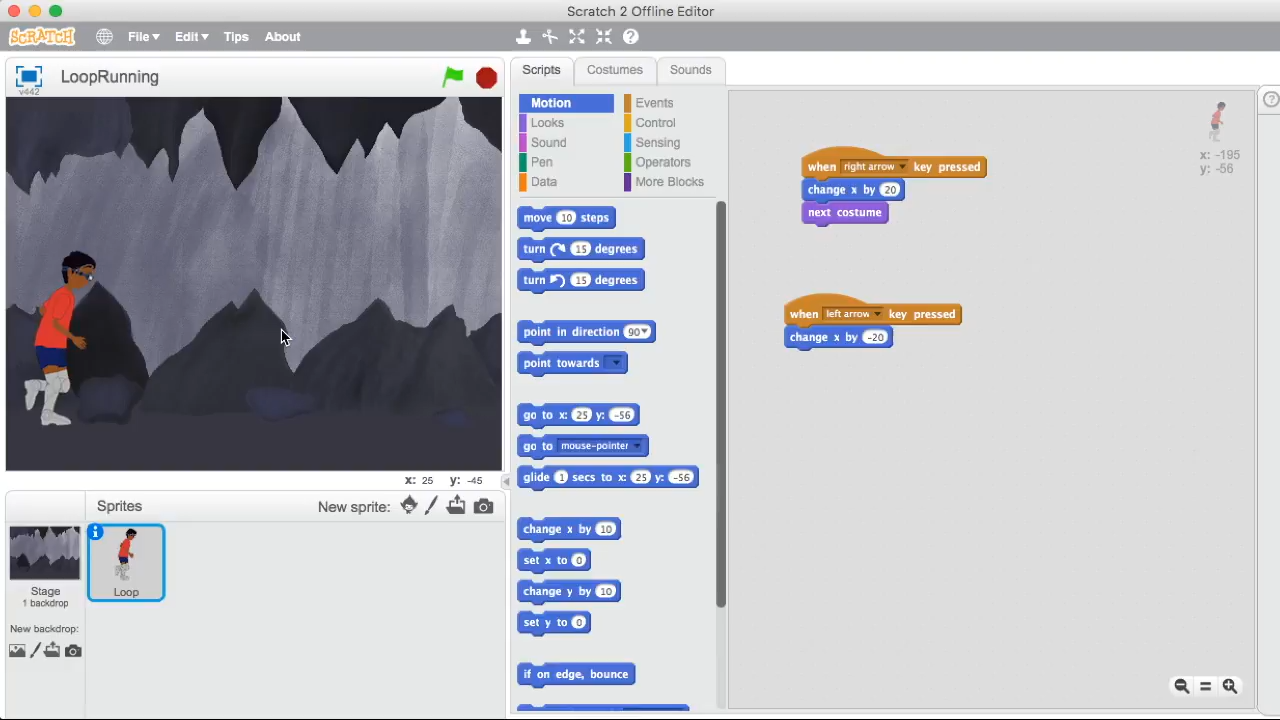 Scratch 2 Offline Editor
SCRATCH File Edit Tips About
v442 LoopRunning
Scripts Costumes Sounds
Motion Events
Looks Control
Sound Sensing
Pen Operators
Data More Blocks
move 10 steps
turn 15 degrees
turn 15 degrees
point in direction 90
point towards
go to x: 25 y: -56
go to mouse-pointer
glide 1 secs to x: 25 y: -56
change x by 10
set x to 0
change y by 10
set y to 0
if on edge, bounce
when right arrow key pressed
change x by 20
next costume
when left arrow key pressed
change x by -20
x: -195
y: -56
x: 25 y: -45
Sprites New sprite:
Stage
1 backdrop
New backdrop:
Loop